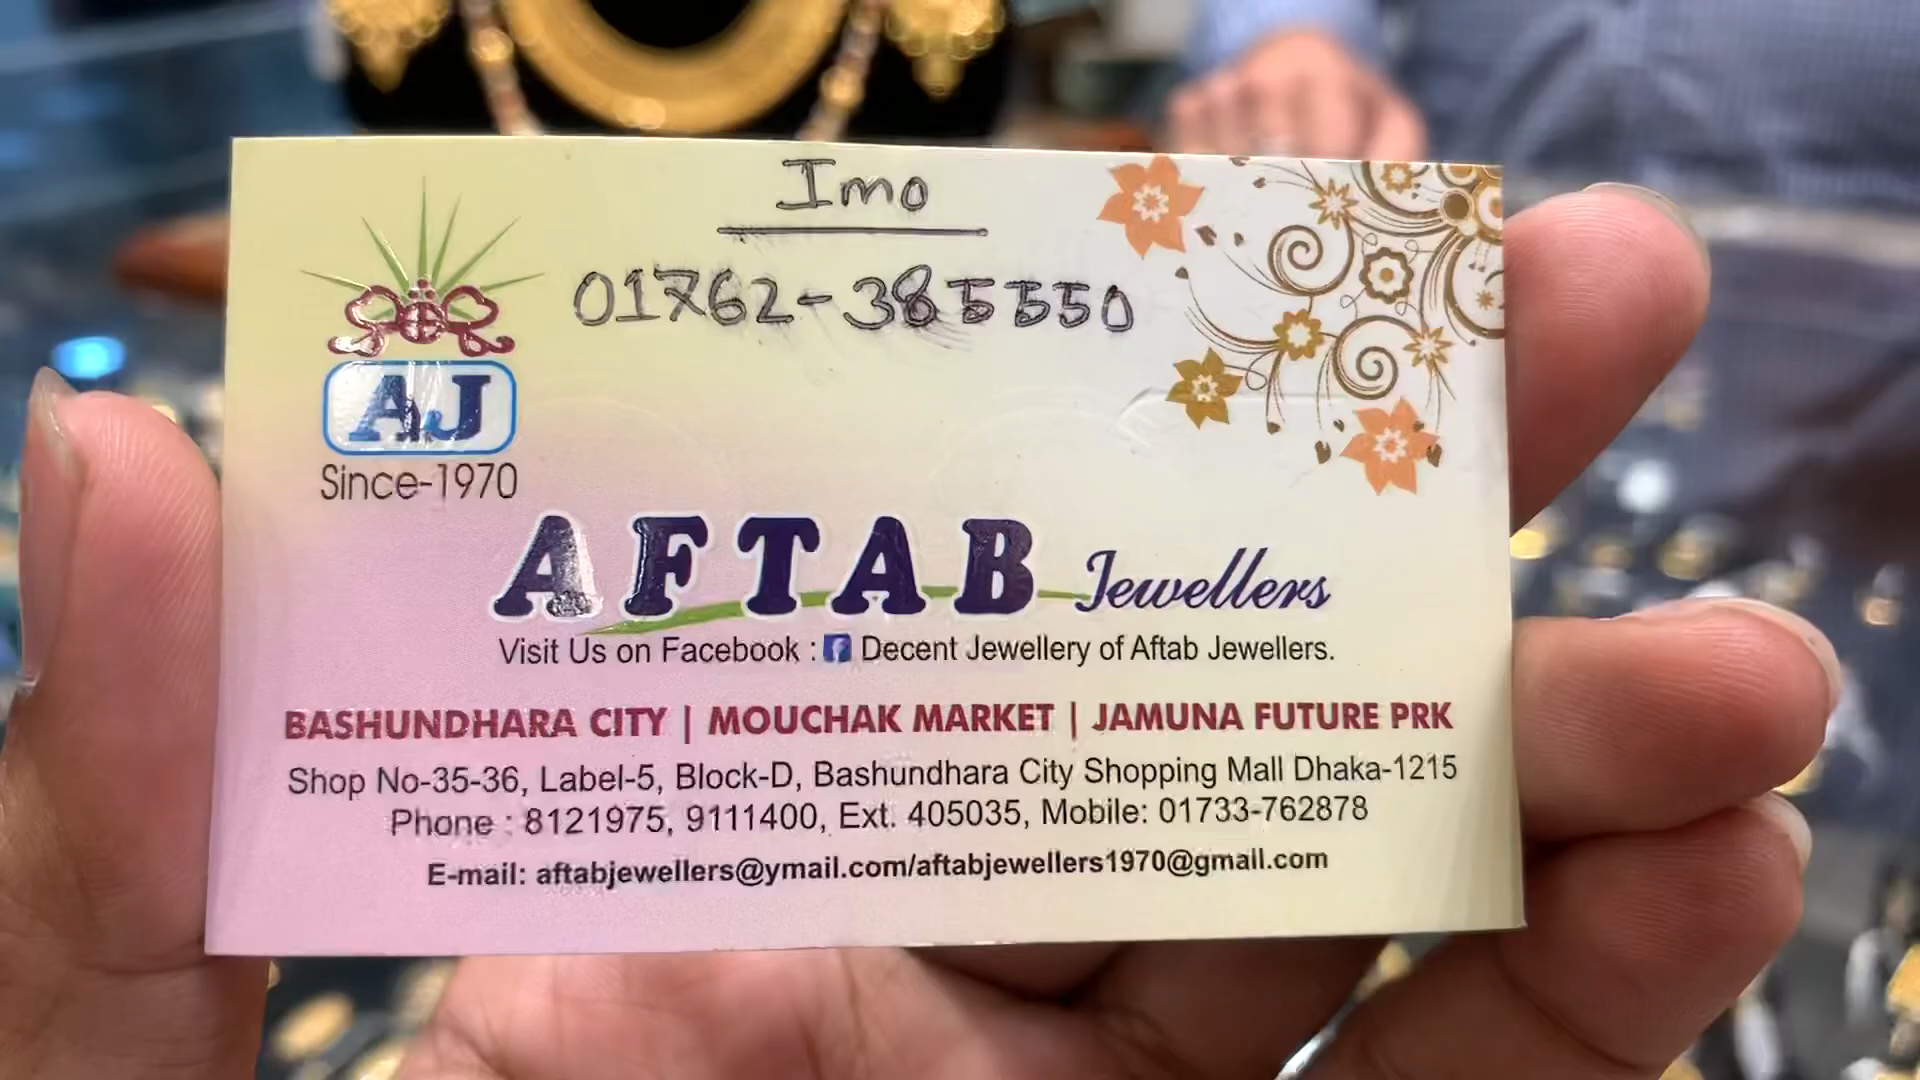 Imo
01762-385550
AJ
Since-1970
AFTAB Jewellers
Visit Us on Facebook : f Decent Jewellery of Aftab Jewellers.
BASHUNDHARA CITY | MOUCHAK MARKET | JAMUNA FUTURE PRK
Shop No-35-36, Label-5, Block-D, Bashundhara City Shopping Mall Dhaka-1215
Phone : 8121975, 9111400, Ext. 405035, Mobile: 01733-762878
E-mail: aftabjewellers@ymail.com/aftabjewellers1970@gmail.com